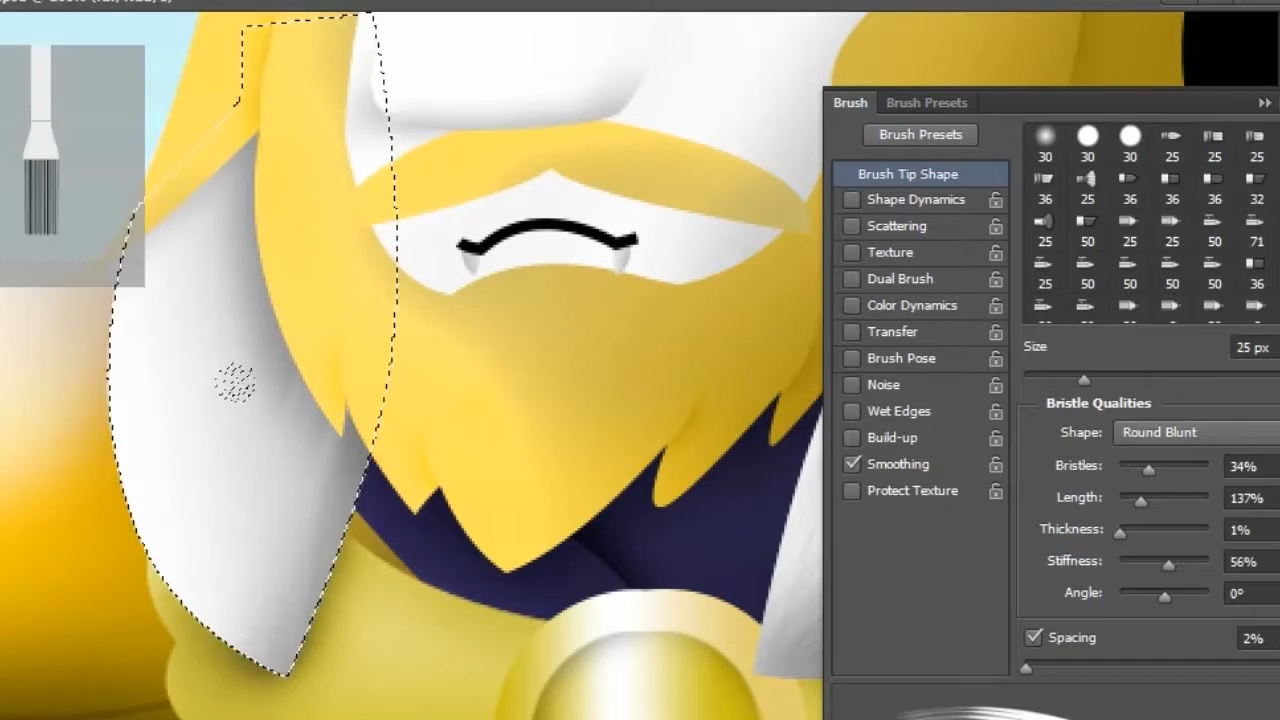 Brush Brush Presets
Brush Presets
Brush Tip Shape
Shape Dynamics
Scattering
Texture
Dual Brush
Color Dynamics
Transfer
Brush Pose
Noise
Wet Edges
Build-up
Smoothing
Protect Texture
30 30 30 25 25 25
36 25 36 36 36 32
25 50 25 25 50 71
25 50 50 50 50 36
Size 25 px
Bristle Qualities
Shape: Round Blunt
Bristles: 34%
Length: 137%
Thickness: 1%
Stiffness: 56%
Angle: 0º
Spacing 2%